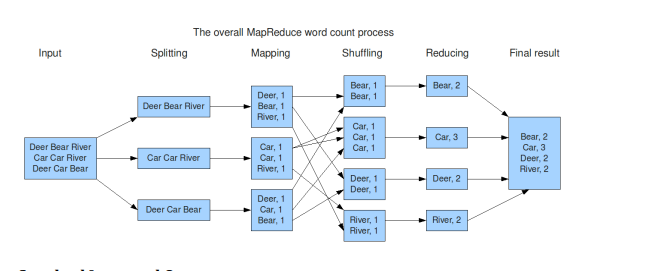 The overall MapReduce word count process
Input
Splitting
Mapping
Shuffling
Reducing
Final result
Deer Bear River
Car Car River
Deer Car Bear
Deer Bear River
Car Car River
Deer Car Bear
Deer, 1
Bear, 1
River, 1
Car, 1
Car, 1
River, 1
Deer, 1
Car, 1
Bear, 1
Bear, 1
Bear, 1
Car, 1
Car, 1
Car, 1
Deer, 1
Deer, 1
River, 1
River, 1
Bear, 2
Car, 3
Deer, 2
River, 2
Bear, 2
Car, 3
Deer, 2
River, 2